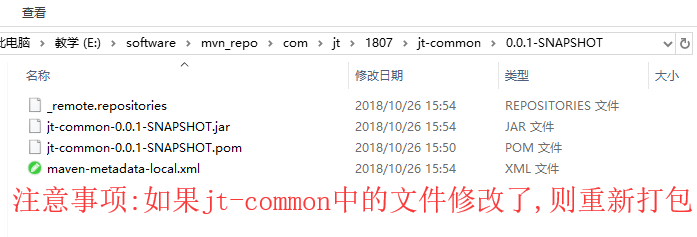 查看
此电脑 教学 (E:) software mvn_repo com jt 1807 jt-common 0.0.1-SNAPSHOT
名称 修改日期 类型 大小
_remote.repositories 2018/10/26 15:54 REPOSITORIES 文件
jt-common-0.0.1-SNAPSHOT.jar 2018/10/26 15:54 JAR 文件
jt-common-0.0.1-SNAPSHOT.pom 2018/10/26 15:50 POM 文件
maven-metadata-local.xml 2018/10/26 15:54 XML 文件
注意事项:如果jt-common中的文件修改了,则重新打包